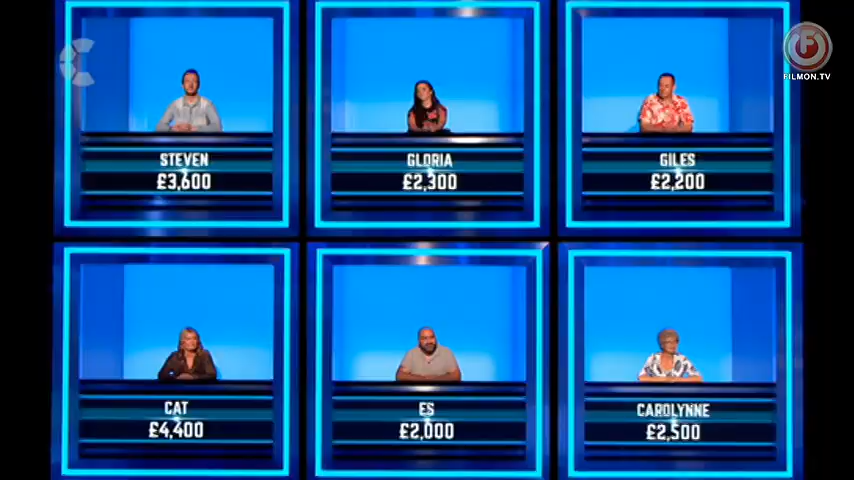 FILMON.TV
STEVEN
£3,600
GLORIA
£2,300
GILES
£2,200
CAT
£4,400
ES
£2,000
CAROLYNNE
£2,500